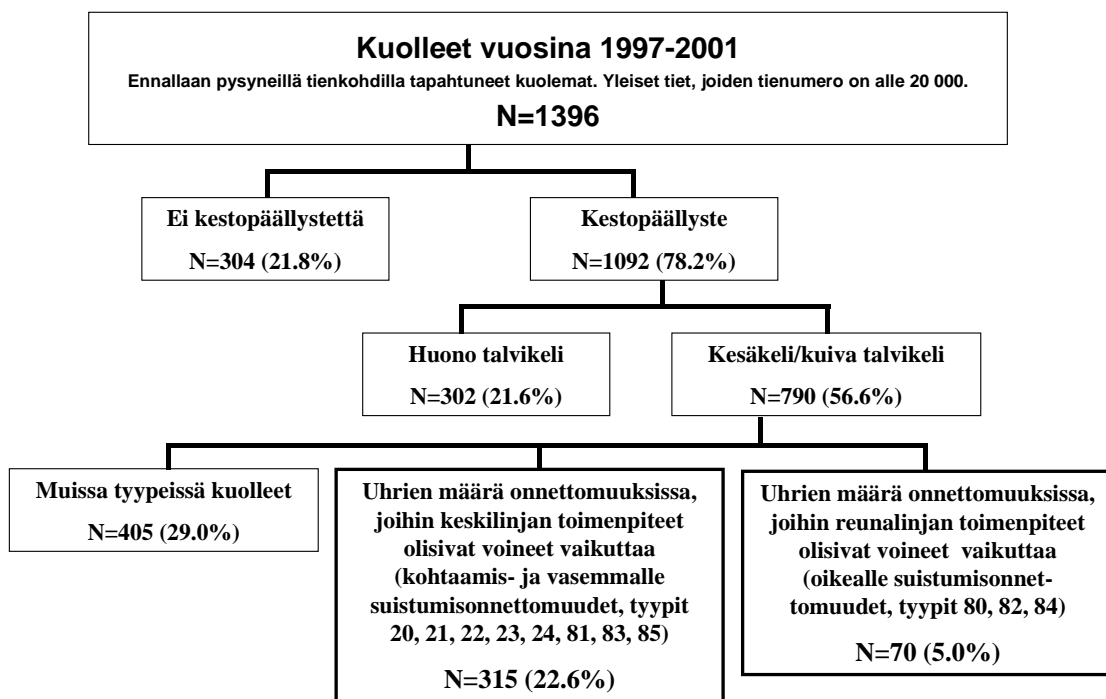 Kuolleet vuosina 1997-2001
Ennallaan pysyneillä tienkohdilla tapahtuneet kuolemat. Yleiset tiet, joiden tienumero on alle 20 000.
N=1396
Ei kestopäällystettä
N=304 (21.8%)
Kestopäällyste
N=1092 (78.2%)
Huono talvikeli
N=302 (21.6%)
Kesäkeli/kuiva talvikeli
N=790 (56.6%)
Muissa tyypeissä kuolleet
N=405 (29.0%)
Uhrien määrä onnettomuuksissa,
joihin keskilinjan toimenpiteet
olisivat voineet vaikuttaa
(kohtaamis- ja vasemmalle
suistumisonnettomuudet, tyypit
20, 21, 22, 23, 24, 81, 83, 85)
N=315 (22.6%)
Uhrien määrä onnettomuuksissa,
joihin reunalinjan toimenpiteet
olisivat voineet vaikuttaa
(oikealle suistumisonnet-
tomuudet, tyypit 80, 82, 84)
N=70 (5.0%)